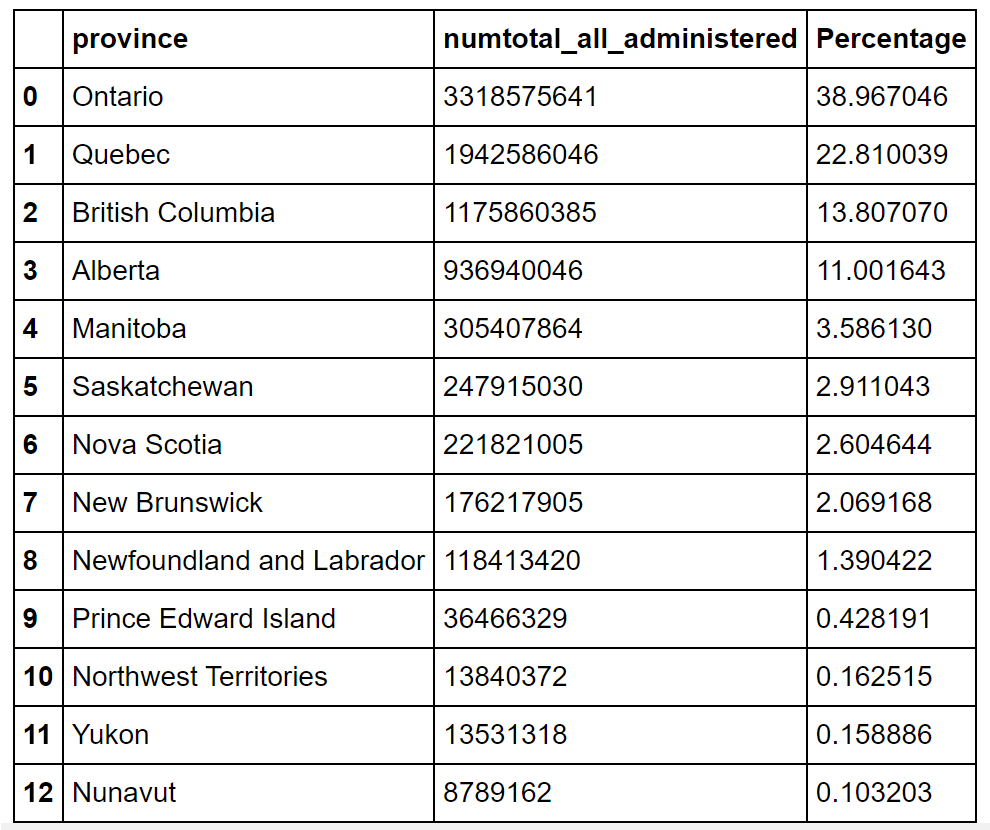 province numtotal_all_administered Percentage
0 Ontario 3318575641 38.967046
1 Quebec 1942586046 22.810039
2 British Columbia 1175860385 13.807070
3 Alberta 936940046 11.001643
4 Manitoba 305407864 3.586130
5 Saskatchewan 247915030 2.911043
6 Nova Scotia 221821005 2.604644
7 New Brunswick 176217905 2.069168
8 Newfoundland and Labrador 118413420 1.390422
9 Prince Edward Island 36466329 0.428191
10 Northwest Territories 13840372 0.162515
11 Yukon 13531318 0.158886
12 Nunavut 8789162 0.103203